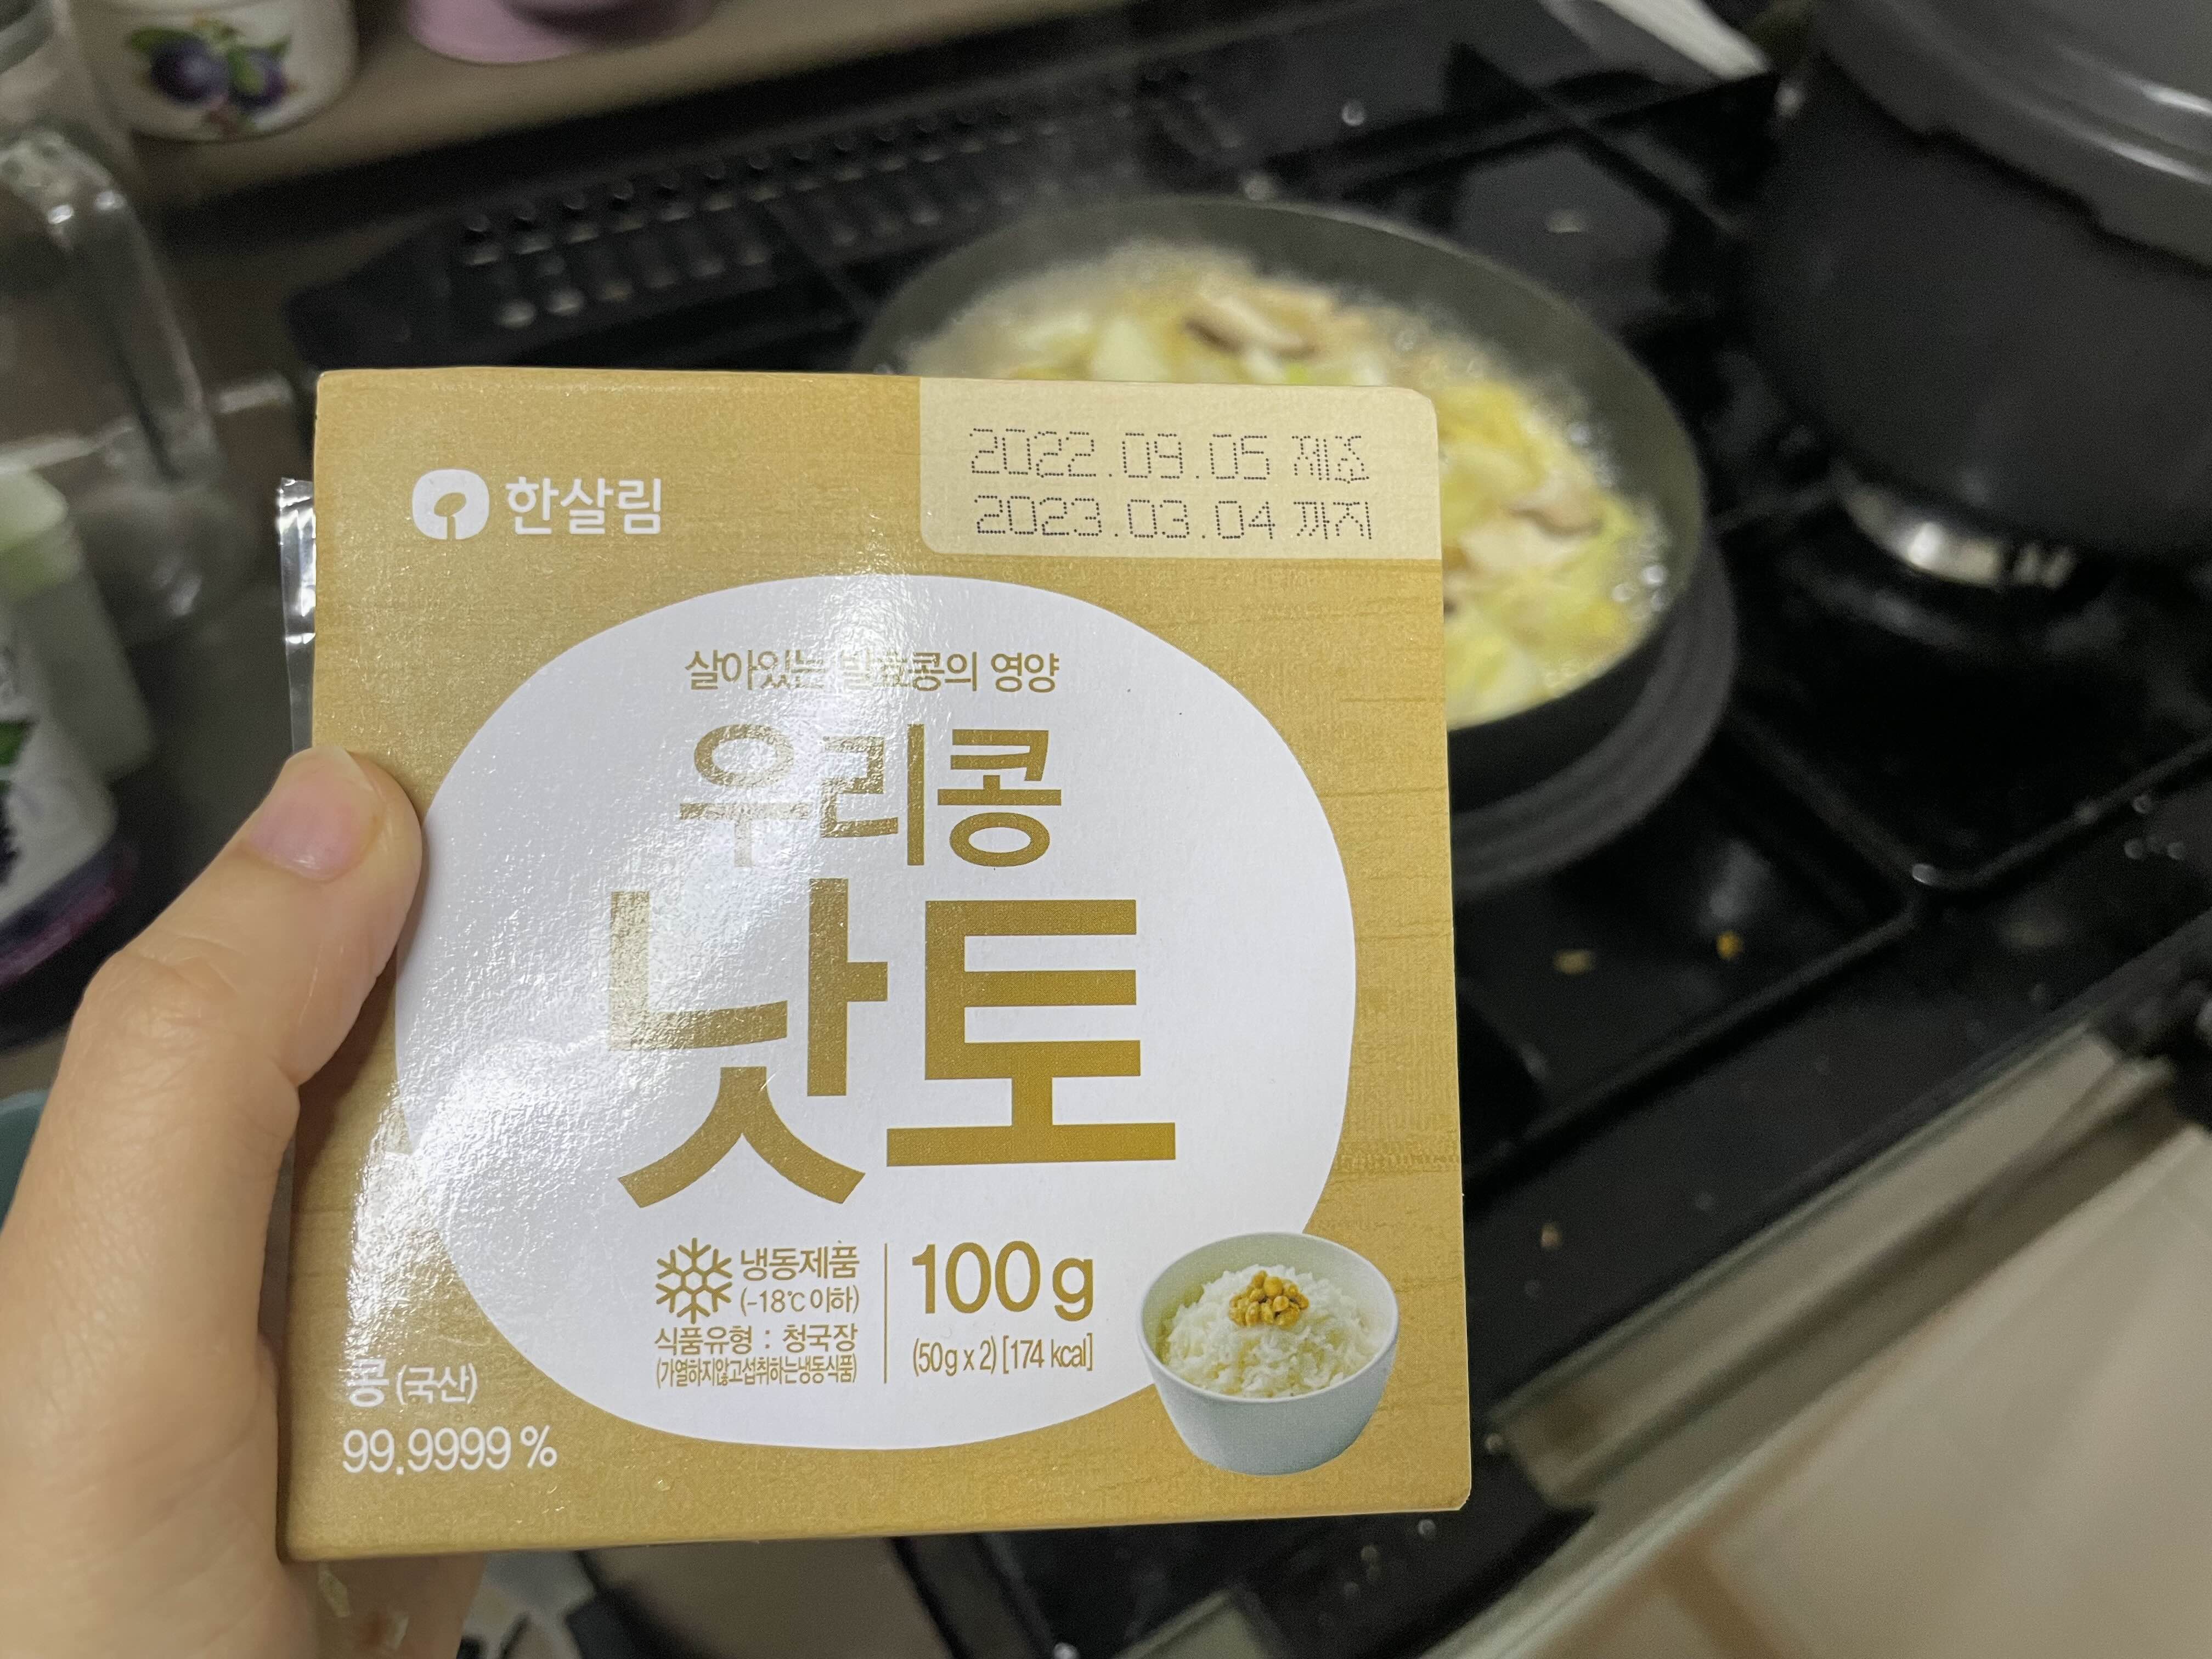 한살림
2022.09.05 제조
2023.03.04 까지
살아있는 발효콩의 영양
우리콩
낫토
냉동제품
(-18℃ 이하)
식품유형 : 청국장
(가열하지않고섭취하는냉동식품)
100g
(50g x 2) [174 kcal]
콩 (국산)
99.9999 %